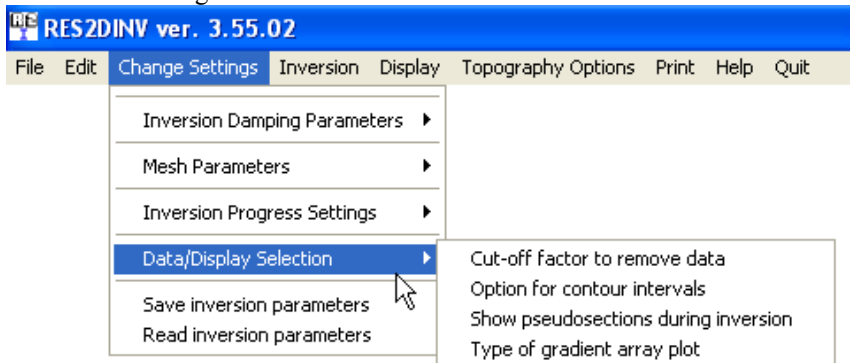 RES2DINV ver. 3.55.02
File Edit Change Settings Inversion Display Topography Options Print Help Quit
Inversion Damping Parameters
Mesh Parameters
Inversion Progress Settings
Data/Display Selection
Save inversion parameters
Read inversion parameters
Cut-off factor to remove data
Option for contour intervals
Show pseudosections during inversion
Type of gradient array plot